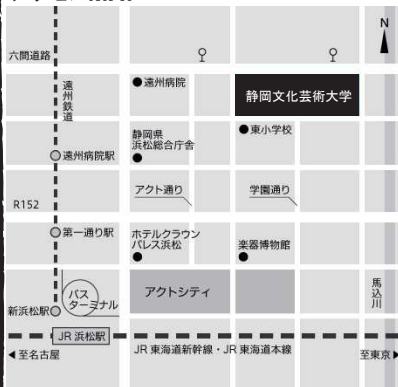 N
六間道路
遠州鉄道
●遠州病院
静岡文化芸術大学
静岡県
浜松総合庁舎
●東小学校
遠州病院駅
アクト通り
学園通り
R152
第一通り駅
ホテルクラウン
パレス浜松
楽器博物館
バス
ターミナル
アクトシティ
馬込川
新浜松駅
JR 浜松駅
◀至名古屋
JR 東海道新幹線・JR 東海道本線
至東京▶